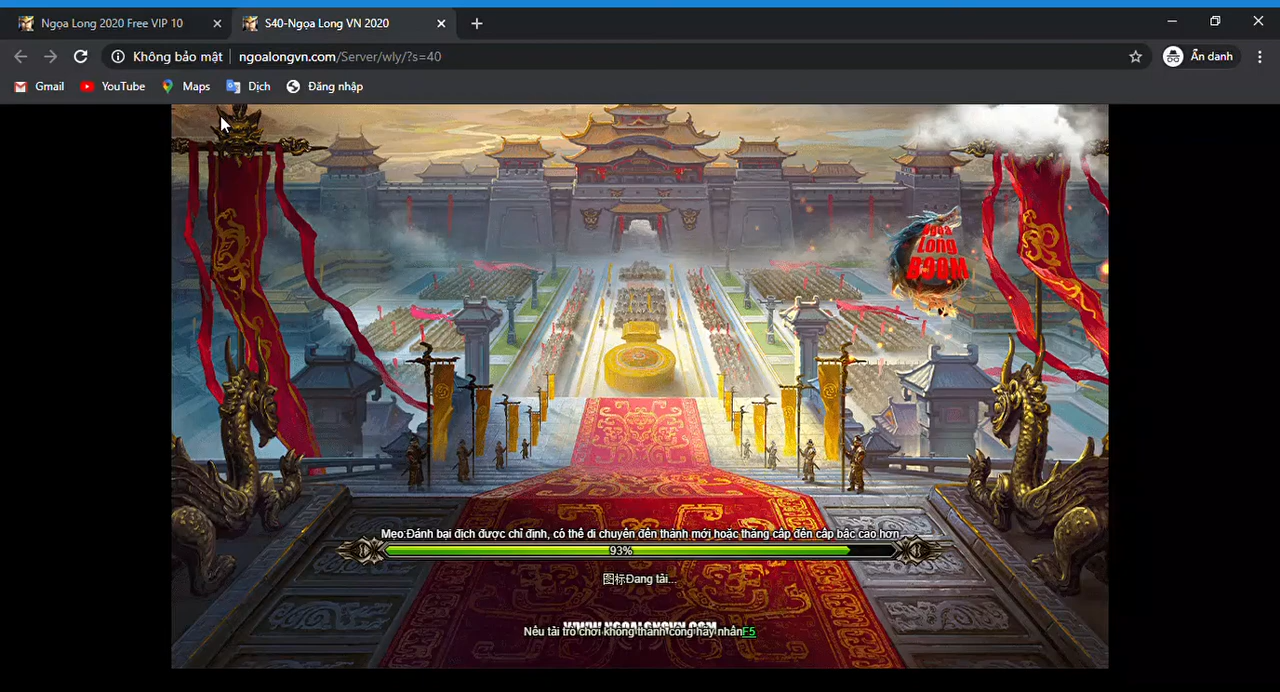 Ngọa Long 2020 Free VIP 10
S40-Ngọa Long VN 2020
Không bảo mật
ngoalongvn.com/Server/wly/?s=40
Ẩn danh
Gmail
YouTube
Maps
Dịch
Đăng nhập
Ngọa
Long
BOOM
Mẹo:Đánh bại địch được chỉ định, có thể di chuyển đến thành mới hoặc thăng cấp đến cấp bậc cao hơn
93%
图标Đang tải...
WWW.NGOALONGVN.COM
Nếu tải trò chơi không thành công hãy nhấnF5